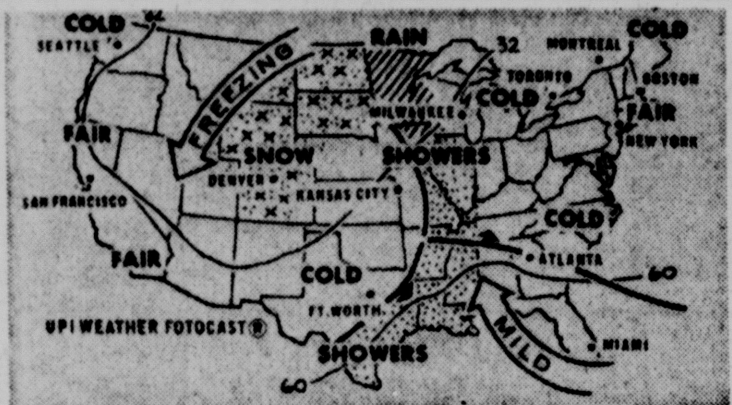 32
COLD
SEATTLE
RAIN
32
MONTREAL
COLD
FREEZING
TORONTO
COLD
BOSTON
MILWAUKEE
FAIR
FAIR
NEW YORK
SNOW
SHOWERS
DENVER
KANSAS CITY
SAN FRANCISCO
COLD
FAIR
ATLANTA
COLD
60
FT. WORTH
UPI WEATHER FOTOCAST
MILD
MIAMI
SHOWERS
60